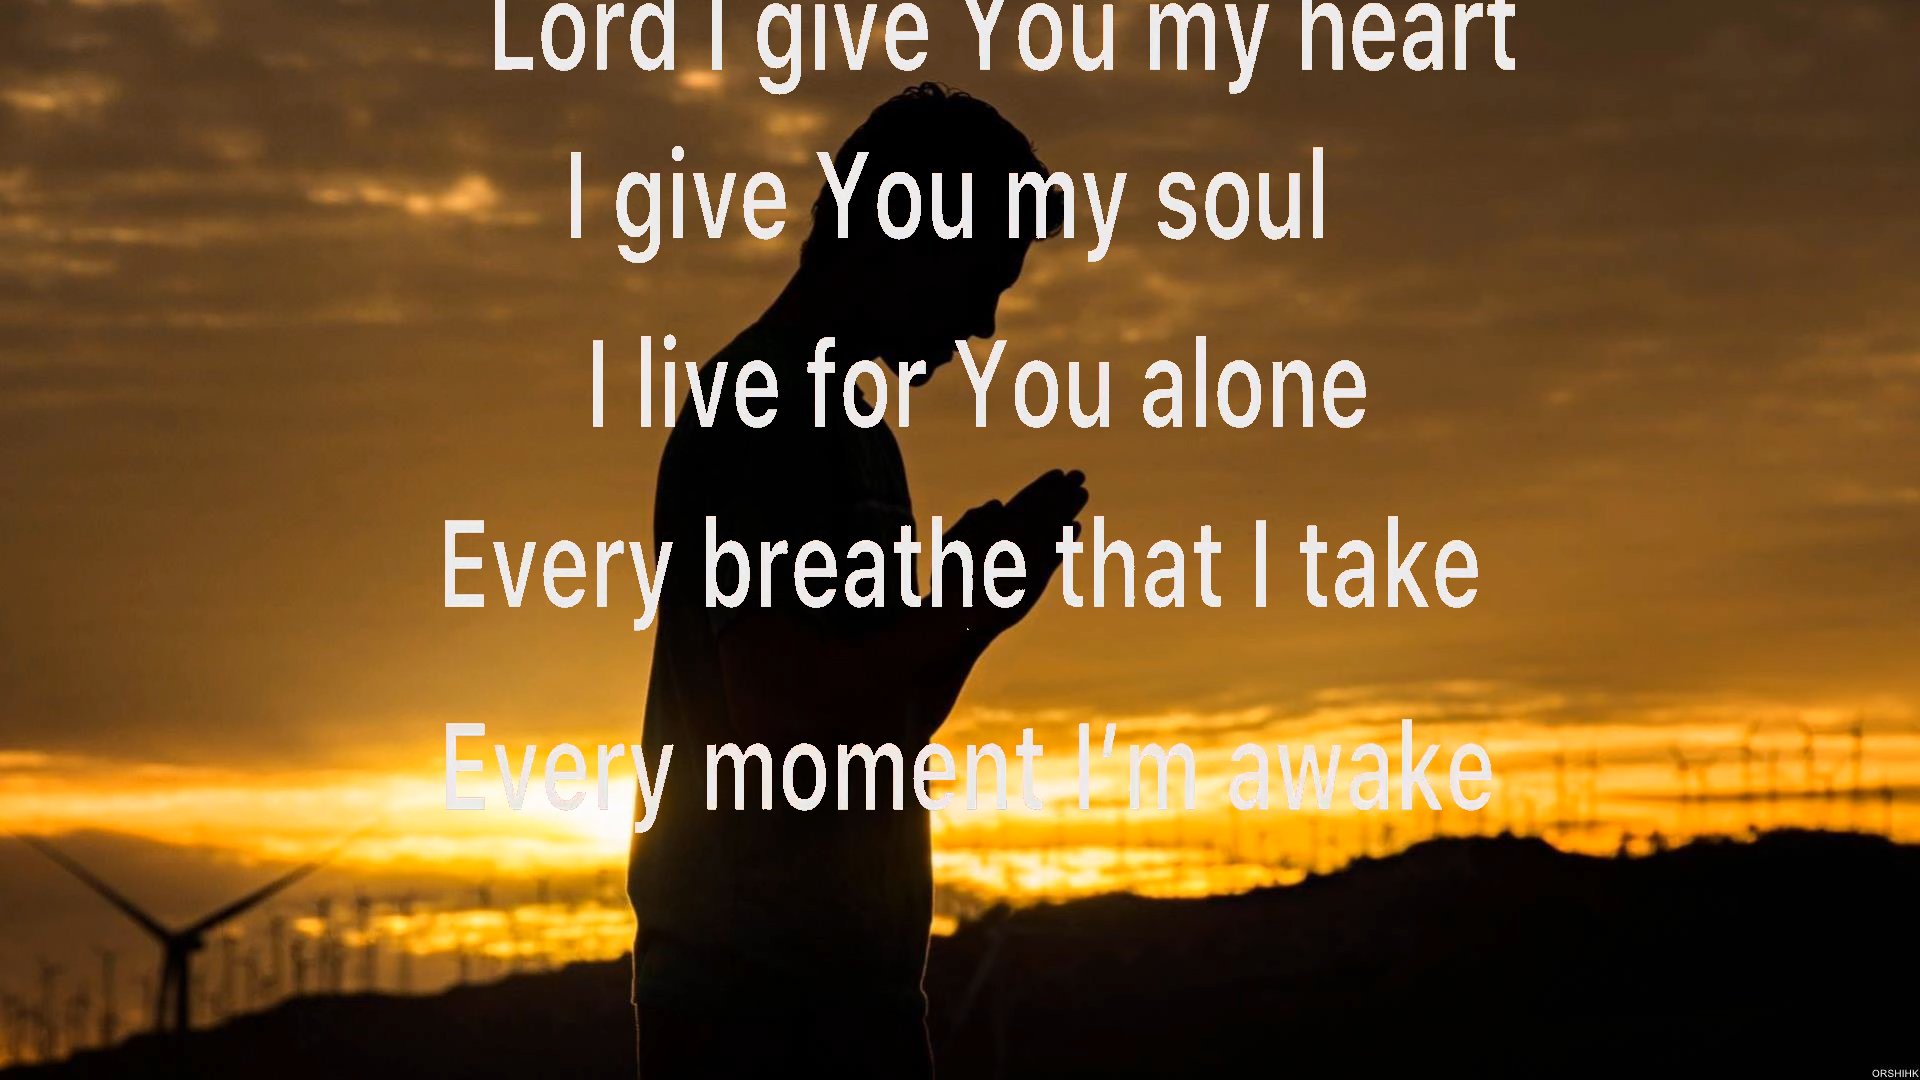 Lord I give You my heart
I give You my soul
I live for You alone
Every breathe that I take
Every moment I’m awake
ORSHIHK